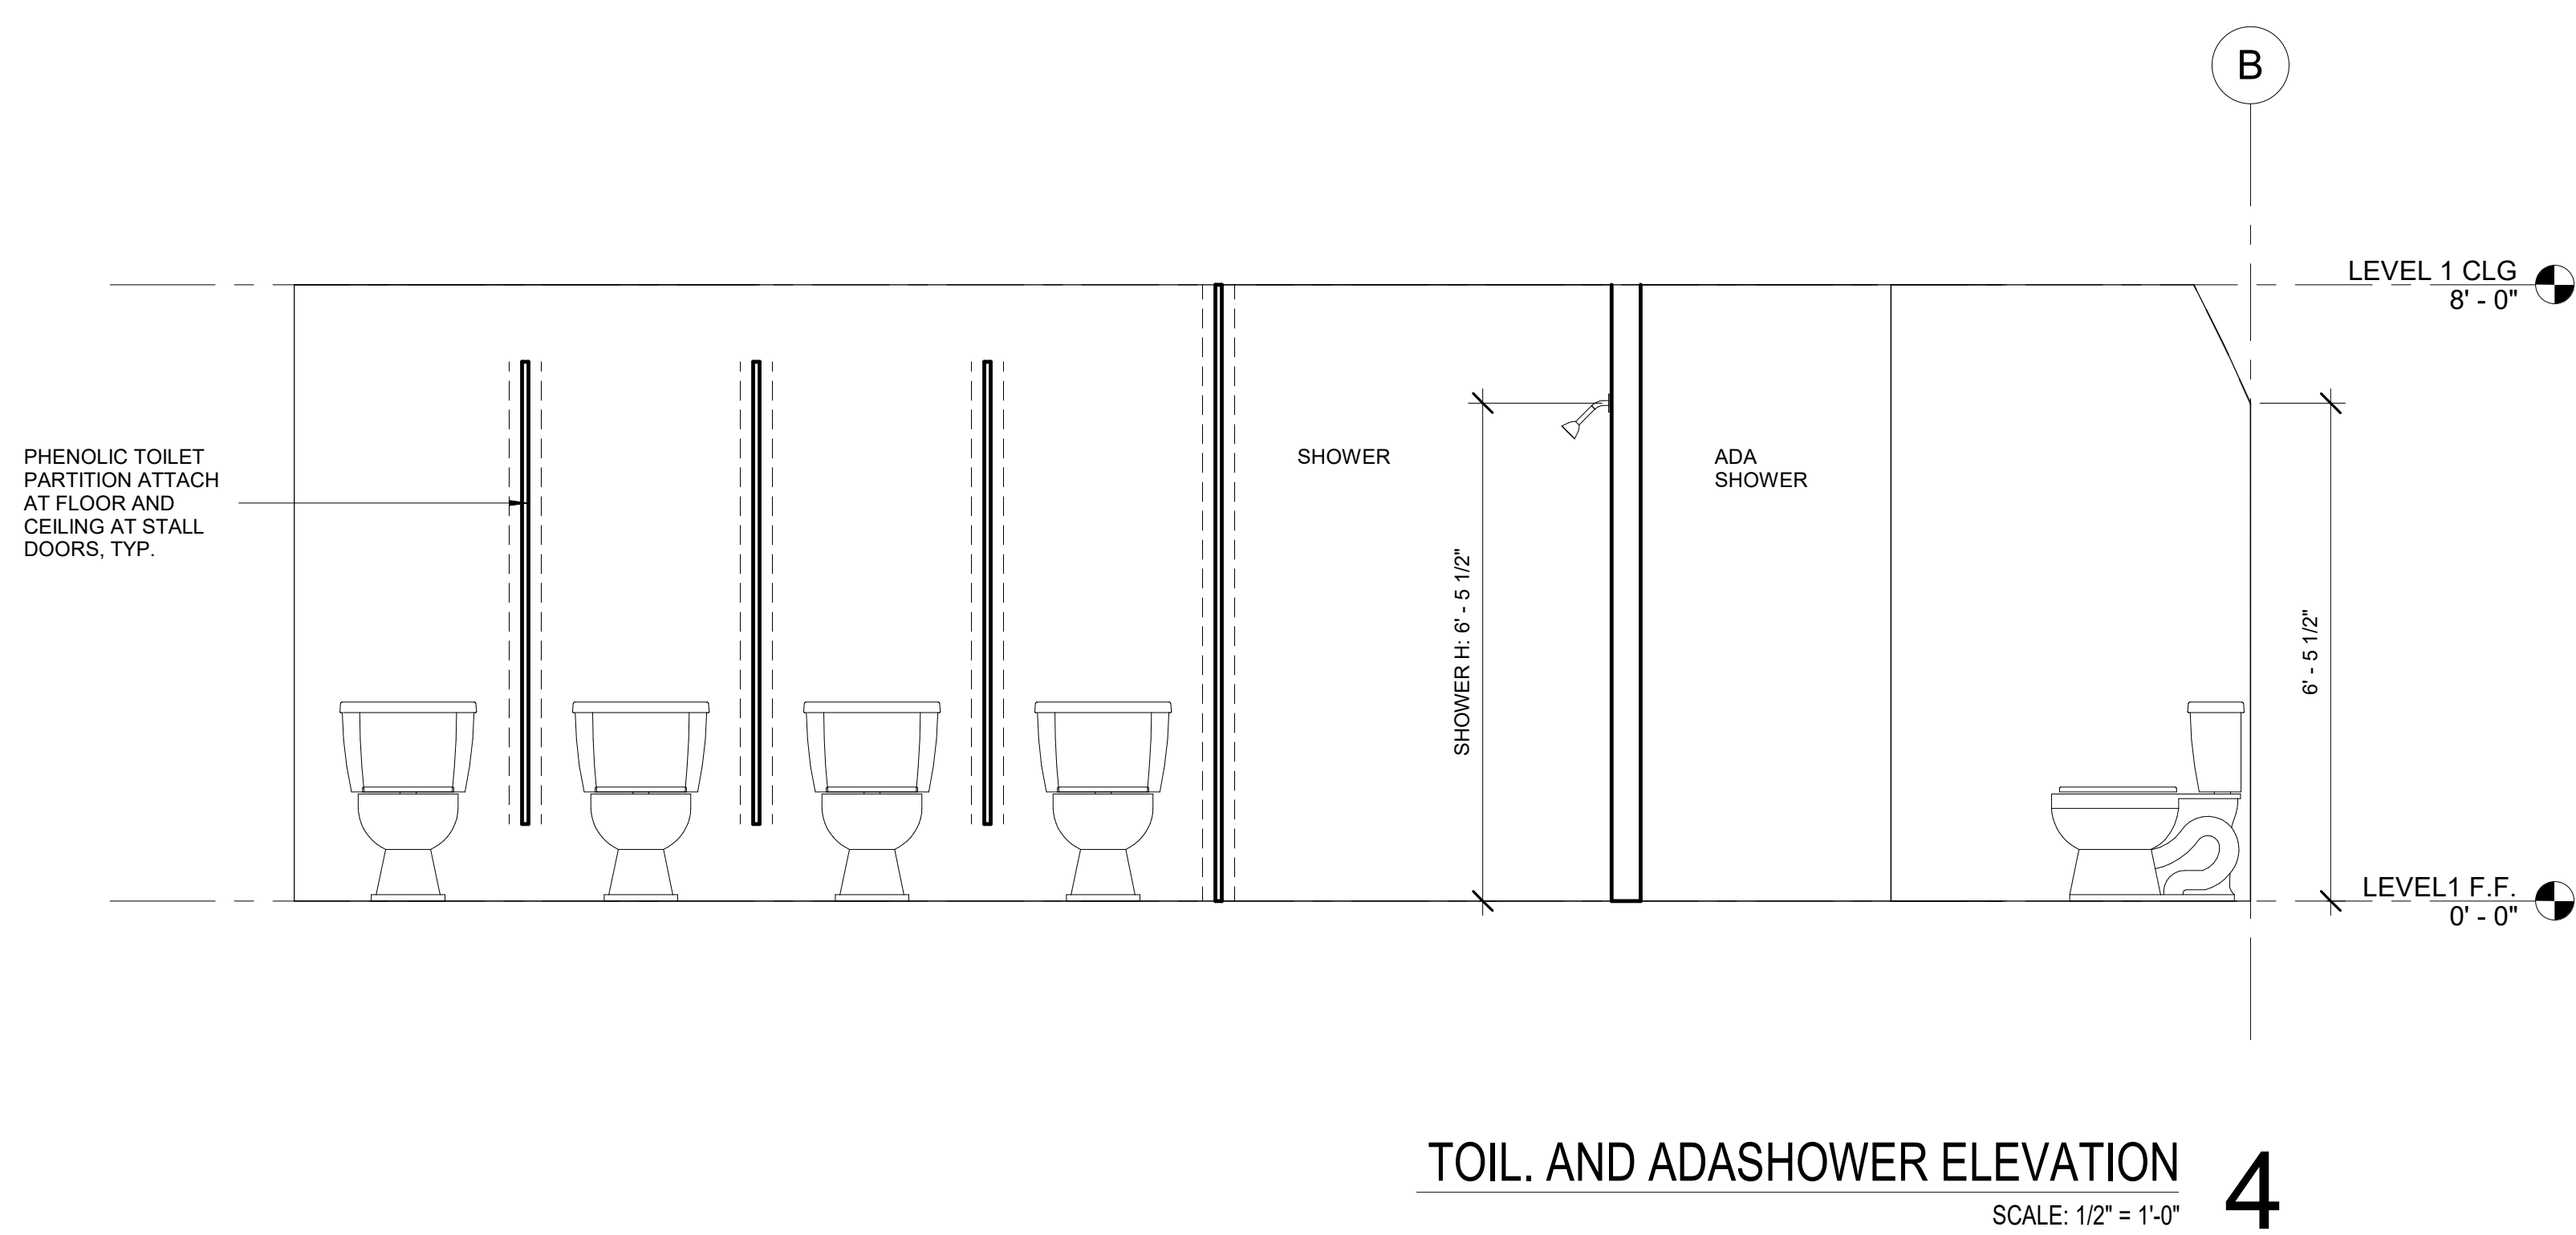 B
LEVEL 1 CLG
8' - 0"
PHENOLIC TOILET
PARTITION ATTACH
AT FLOOR AND
CEILING AT STALL
DOORS, TYP.
SHOWER
SHOWER H: 6' - 5 1/2"
ADA
SHOWER
6' - 5 1/2"
LEVEL1 F.F.
0' - 0"
TOIL. AND ADASHOWER ELEVATION
SCALE: 1/2" = 1'-0"
4